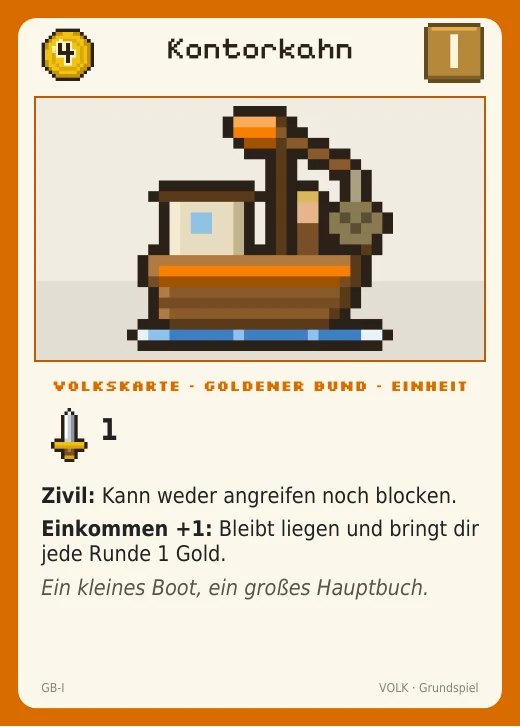 4
Kontorkahn
I
VOLKSKARTE · GOLDENER BUND · EINHEIT
1
Zivil: Kann weder angreifen noch blocken.
Einkommen +1: Bleibt liegen und bringt dir
jede Runde 1 Gold.
Ein kleines Boot, ein großes Hauptbuch.
GB-I
VOLK · Grundspiel